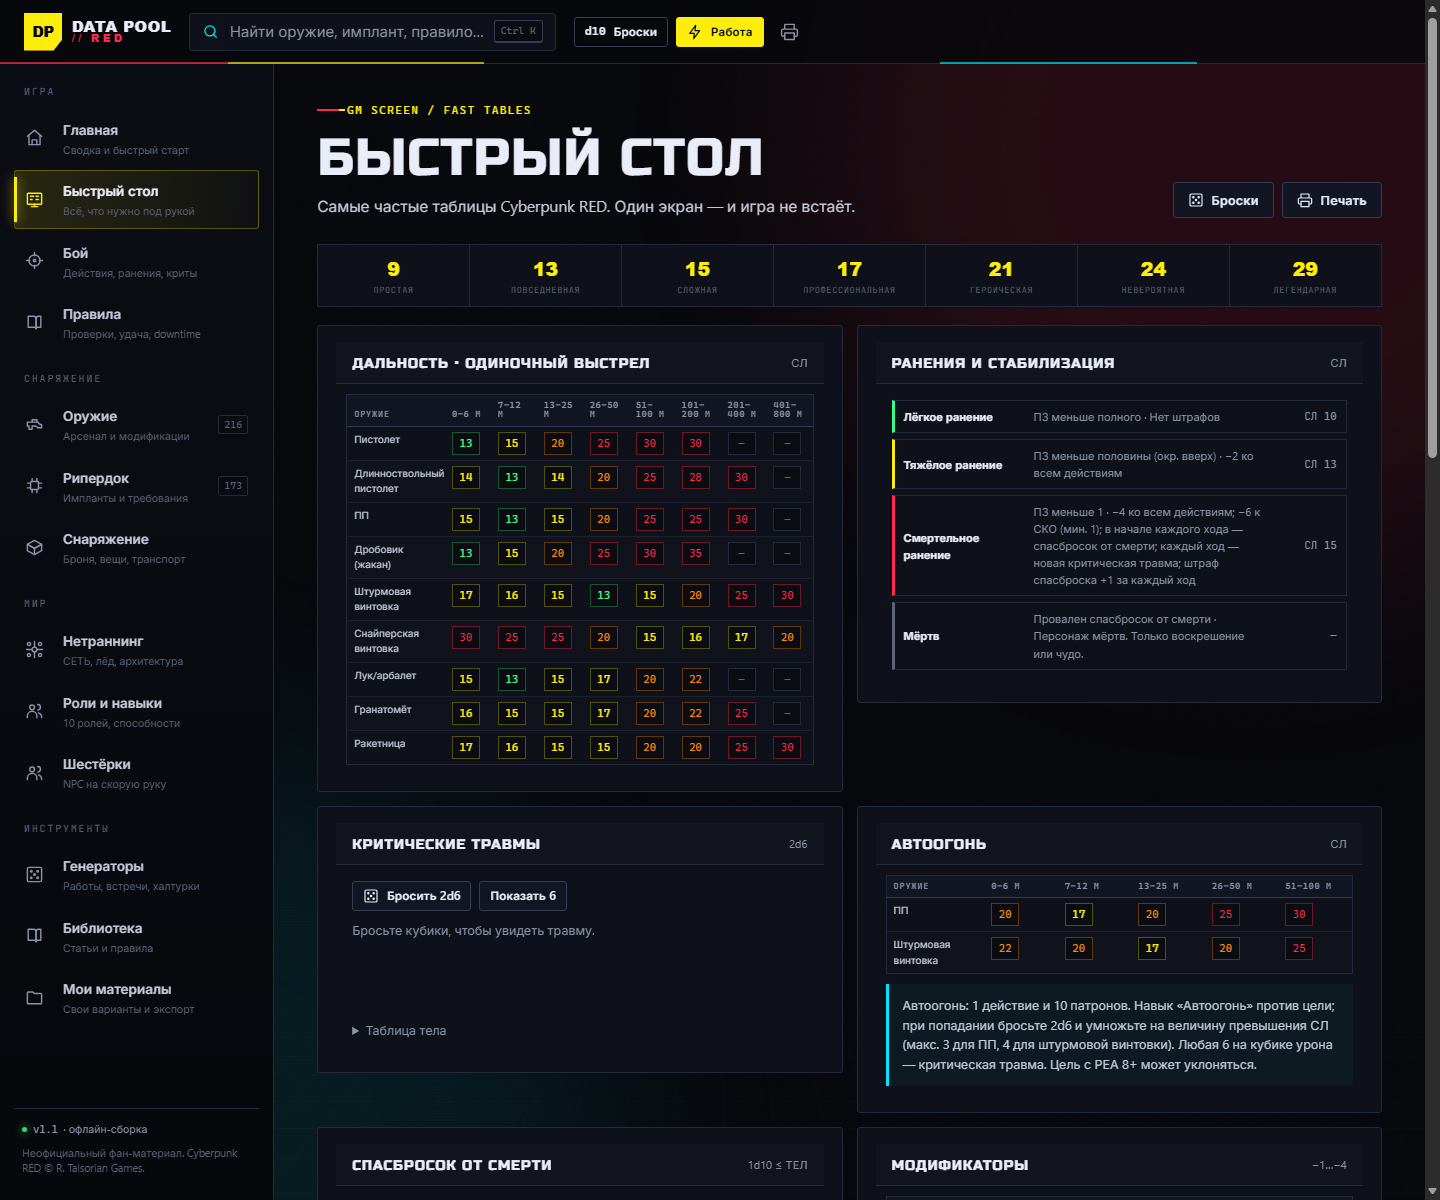 DP DATA POOL
// RED
Найти оружие, имплант, правило... Ctrl K
d10 Броски
Работа
ИГРА
Главная
Сводка и быстрый старт
Быстрый стол
Всё, что нужно под рукой
Бой
Действия, ранения, криты
Правила
Проверки, удача, downtime
СНАРЯЖЕНИЕ
Оружие 216
Арсенал и модификации
Рипердок 173
Импланты и требования
Снаряжение
Броня, вещи, транспорт
МИР
Нетраннинг
СЕТЬ, лёд, архитектура
Роли и навыки
10 ролей, способности
Шестёрки
NPC на скорую руку
ИНСТРУМЕНТЫ
Генераторы
Работы, встречи, халтурки
Библиотека
Статьи и правила
Мои материалы
Свои варианты и экспорт
v1.1 · офлайн-сборка
Неофициальный фан-материал. Cyberpunk
RED © R. Talsorian Games.
GM SCREEN / FAST TABLES
БЫСТРЫЙ СТОЛ
Самые частые таблицы Cyberpunk RED. Один экран — и игра не встаёт.
Броски
Печать
9 13 15 17 21 24 29
ПРОСТАЯ ПОВСЕДНЕВНАЯ СЛОЖНАЯ ПРОФЕССИОНАЛЬНАЯ ГЕРОИЧЕСКАЯ НЕВЕРОЯТНАЯ ЛЕГЕНДАРНАЯ
ДАЛЬНОСТЬ · ОДИНОЧНЫЙ ВЫСТРЕЛ СЛ
ОРУЖИЕ 0–6 М 7–12 М 13–25 М 26–50 М 51–100 М 101–200 М 201–400 М 401–800 М
Пистолет 13 15 20 25 30 30 — —
Длинноствольный пистолет 14 13 14 20 25 28 30 —
ПП 15 13 15 20 25 25 30 —
Дробовик (жакан) 13 15 20 25 30 35 — —
Штурмовая винтовка 17 16 15 13 15 20 25 30
Снайперская винтовка 30 25 25 20 15 16 17 20
Лук/арбалет 15 13 15 17 20 22 — —
Гранатомёт 16 15 15 17 20 22 25 —
Ракетница 17 16 15 15 20 20 25 30
РАНЕНИЯ И СТАБИЛИЗАЦИЯ СЛ
Лёгкое ранение ПЗ меньше полного · Нет штрафов СЛ 10
Тяжёлое ранение ПЗ меньше половины (окр. вверх) · −2 ко
всем действиям СЛ 13
Смертельное ранение ПЗ меньше 1 · −4 ко всем действиям; −6 к
СКО (мин. 1); в начале каждого хода —
спасбросок от смерти; каждый ход —
новая критическая травма; штраф
спасброска +1 за каждый ход СЛ 15
Мёртв Провален спасбросок от смерти ·
Персонаж мёртв. Только воскрешение
или чудо. —
КРИТИЧЕСКИЕ ТРАВМЫ 2d6
Бросить 2d6
Показать 6
Бросьте кубики, чтобы увидеть травму.
▶ Таблица тела
АВТООГОНЬ СЛ
ОРУЖИЕ 0–6 М 7–12 М 13–25 М 26–50 М 51–100 М
ПП 20 17 20 25 30
Штурмовая винтовка 22 20 17 20 25
Автоогонь: 1 действие и 10 патронов. Навык «Автоогонь» против цели;
при попадании бросьте 2d6 и умножьте на величину превышения СЛ
(макс. 3 для ПП, 4 для штурмовой винтовки). Любая 6 на кубике урона
— критическая травма. Цель с РЕА 8+ может уклоняться.
СПАСБРОСОК ОТ СМЕРТИ 1d10 ≤ ТЕЛ
МОДИФИКАТОРЫ −1…−4